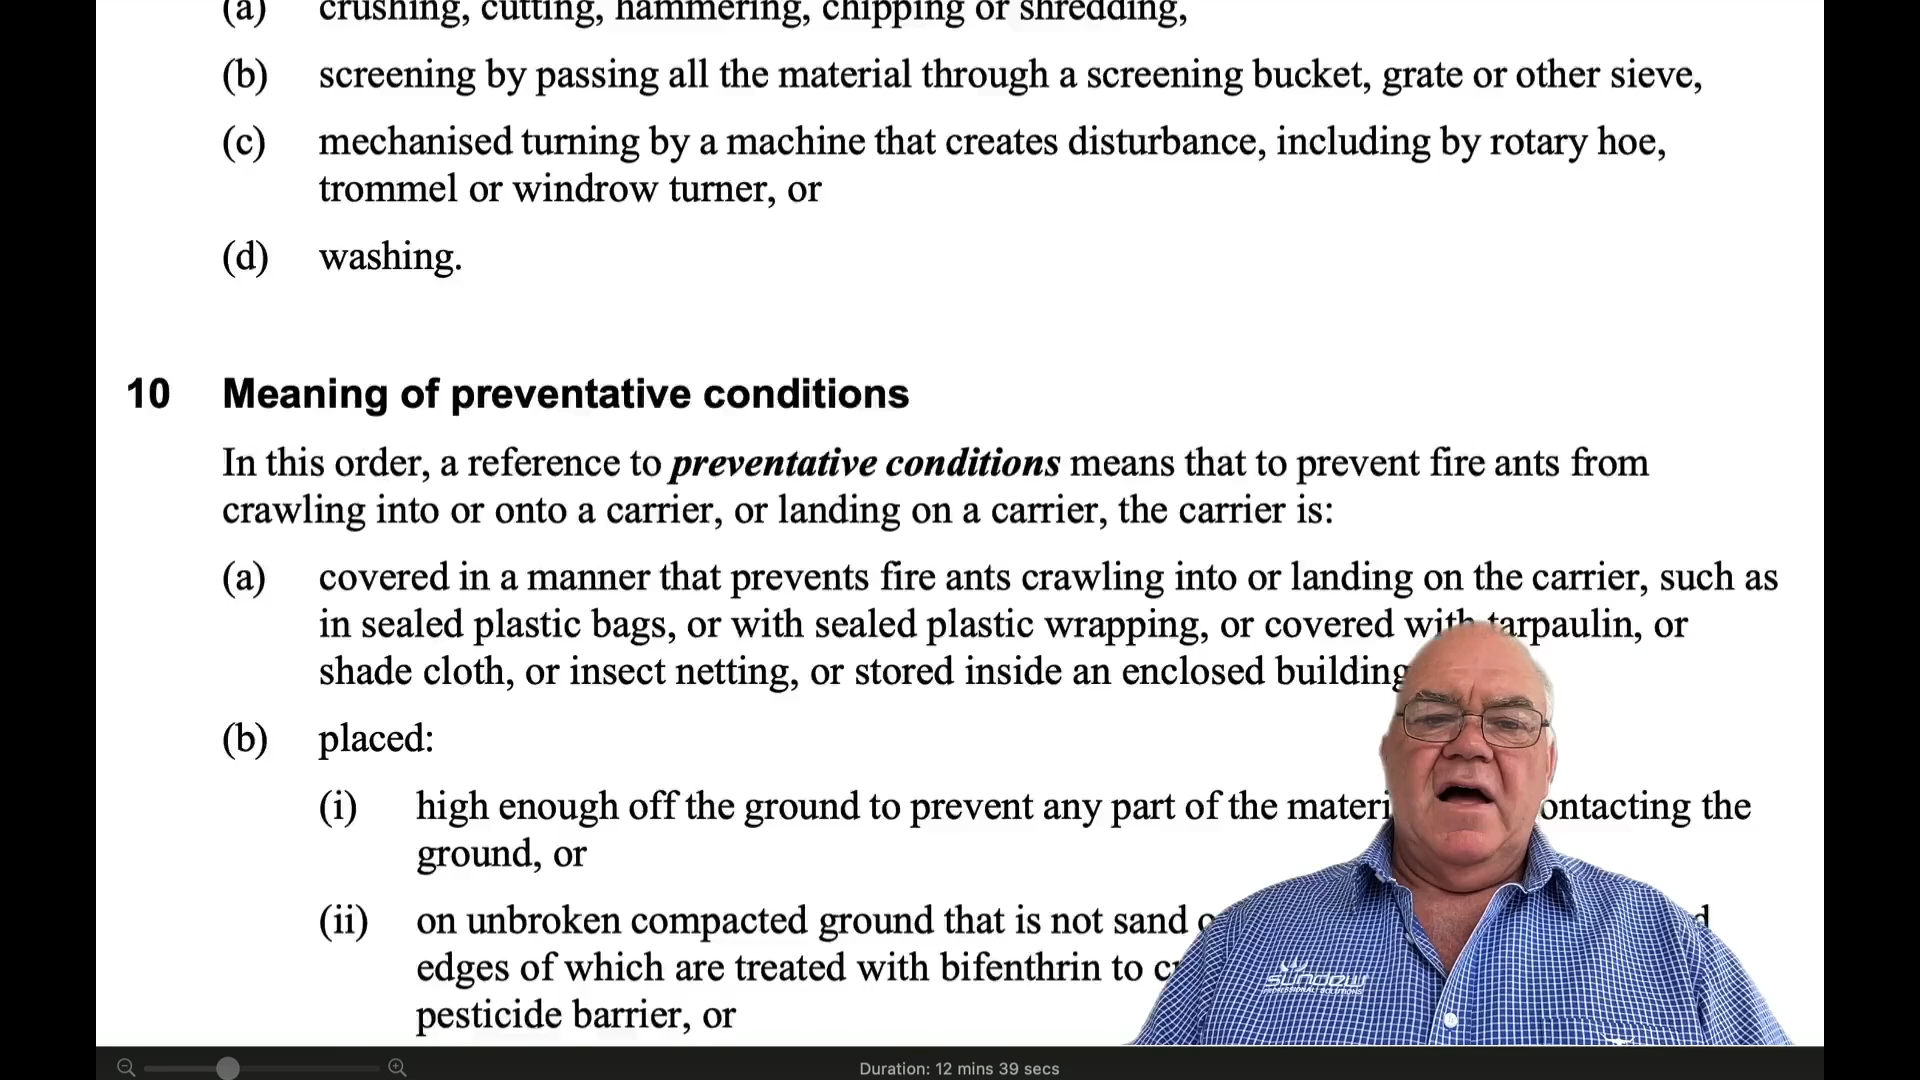 (a) crushing, cutting, hammering, chipping or shredding,
(b) screening by passing all the material through a screening bucket, grate or other sieve,
(c) mechanised turning by a machine that creates disturbance, including by rotary hoe,
trommel or windrow turner, or
(d) washing.
10 Meaning of preventative conditions
In this order, a reference to preventative conditions means that to prevent fire ants from
crawling into or onto a carrier, or landing on a carrier, the carrier is:
(a) covered in a manner that prevents fire ants crawling into or landing on the carrier, such as
in sealed plastic bags, or with sealed plastic wrapping, or covered with tarpaulin, or
shade cloth, or insect netting, or stored inside an enclosed building
(b) placed:
(i) high enough off the ground to prevent any part of the the
ground, or
(ii) on unbroken compacted ground that is not sand
edges of which are treated with bifenthrin to
pesticide barrier, or
sundew
PROFESSIONAL SOLUTIONS
Duration: 12 mins 39 secs